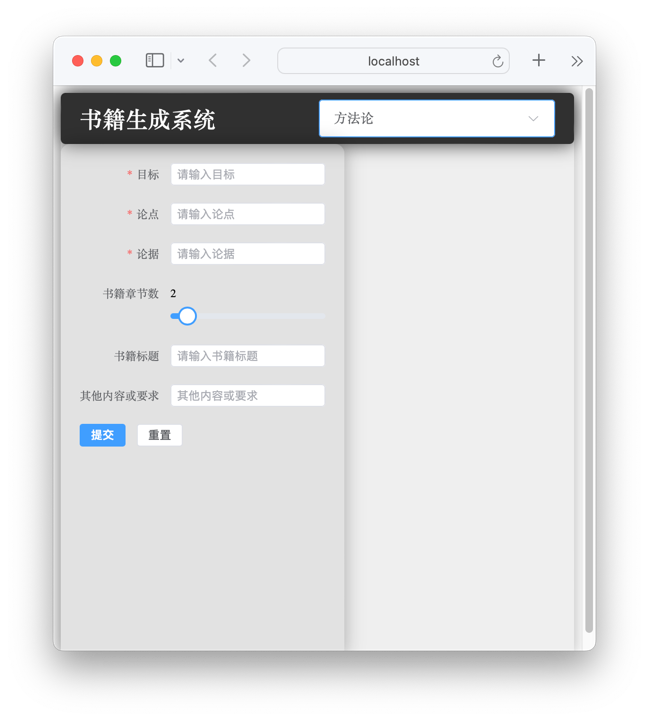 localhost
书籍生成系统
方法论
* 目标 请输入目标
* 论点 请输入论点
* 论据 请输入论据
书籍章节数 2
书籍标题 请输入书籍标题
其他内容或要求 其他内容或要求
提交 重置